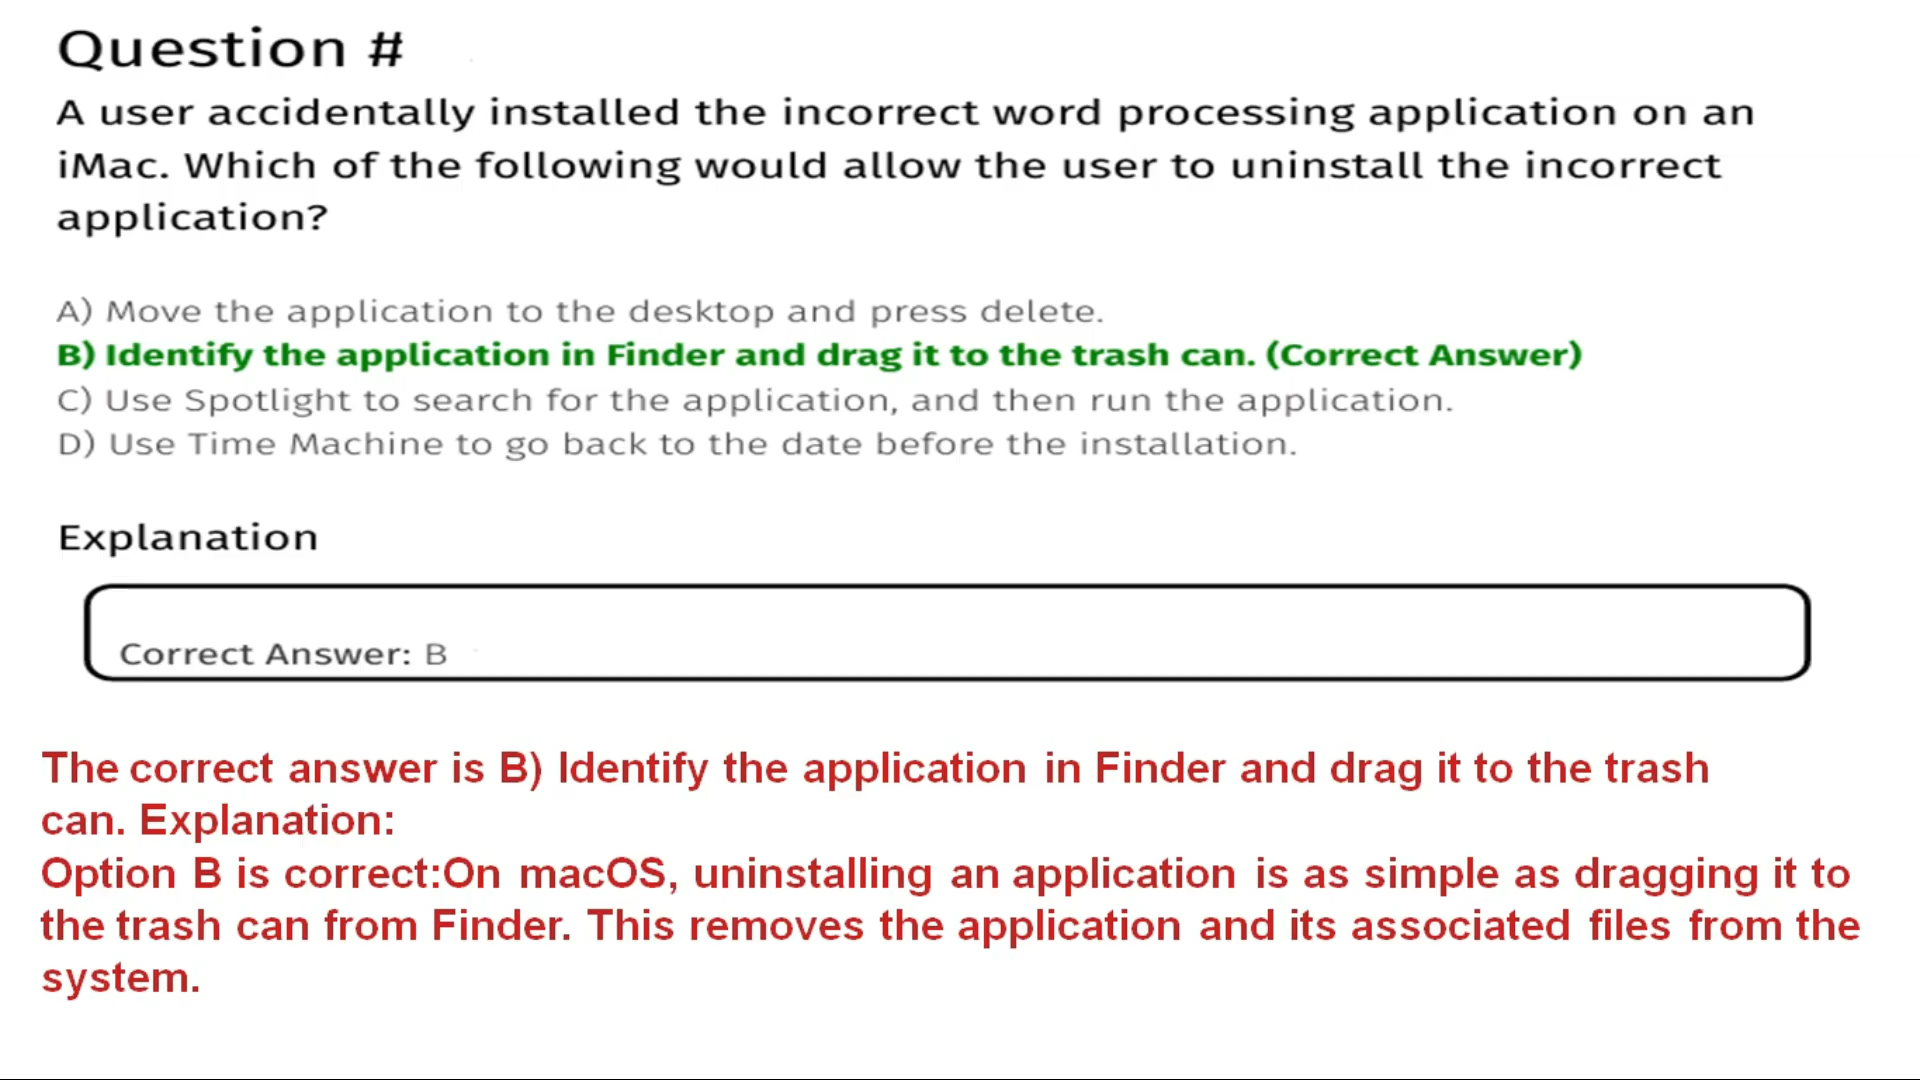 Question #
A user accidentally installed the incorrect word processing application on an
iMac. Which of the following would allow the user to uninstall the incorrect
application?
A) Move the application to the desktop and press delete.
B) Identify the application in Finder and drag it to the trash can. (Correct Answer)
C) Use Spotlight to search for the application, and then run the application.
D) Use Time Machine to go back to the date before the installation.
Explanation
Correct Answer: B
The correct answer is B) Identify the application in Finder and drag it to the trash
can. Explanation:
Option B is correct:On macOS, uninstalling an application is as simple as dragging it to
the trash can from Finder. This removes the application and its associated files from the
system.